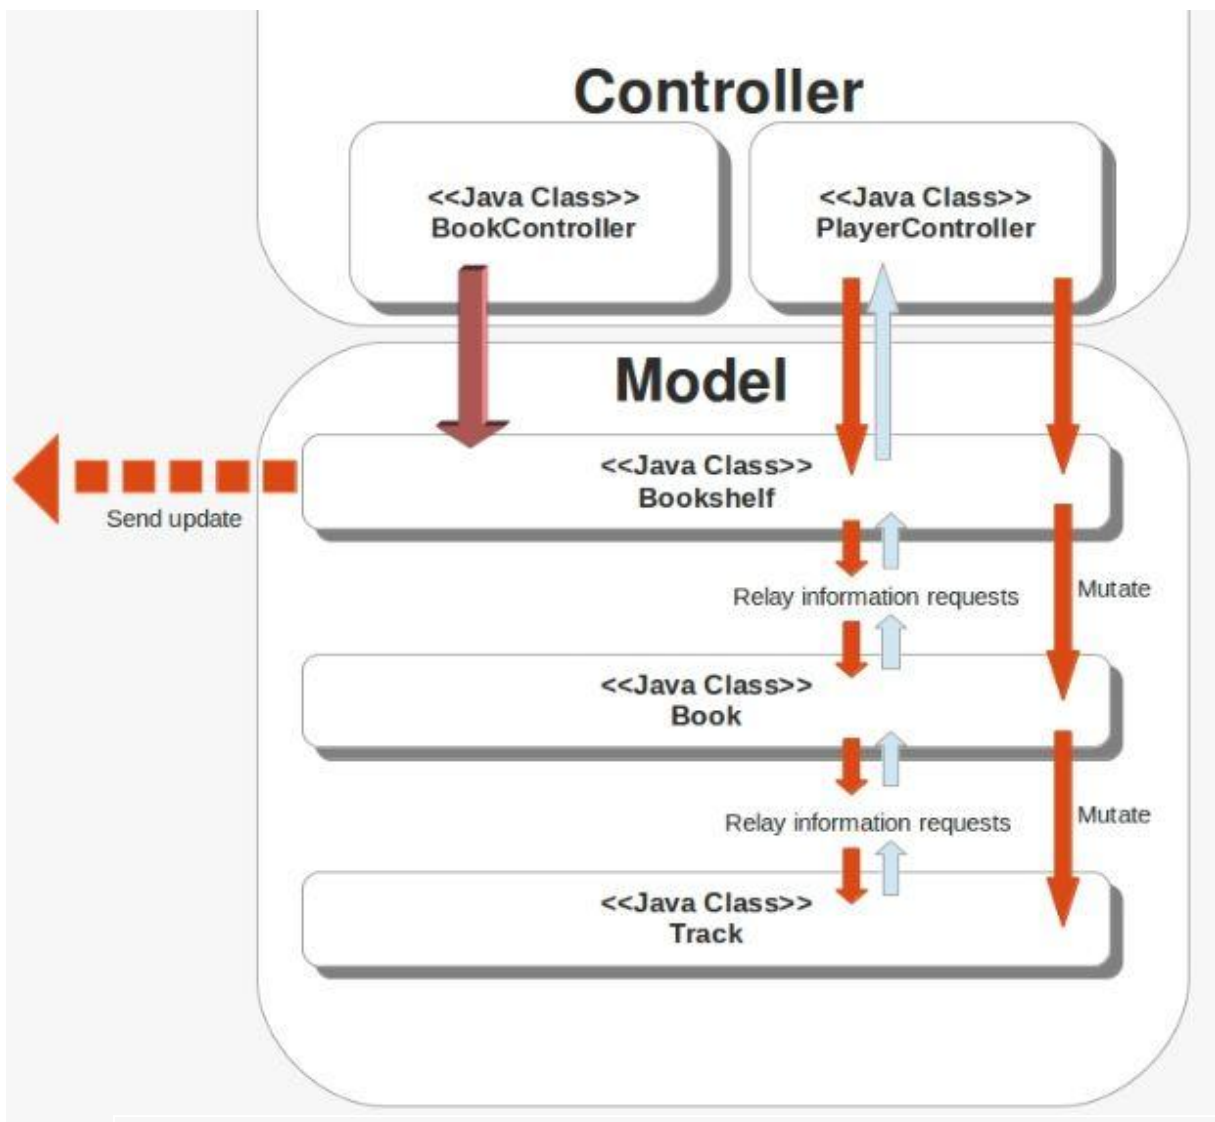 Controller
<<Java Class>>
BookController
<<Java Class>>
PlayerController
Model
<<Java Class>>
Bookshelf
Send update
Relay information requests
Mutate
<<Java Class>>
Book
Relay information requests
Mutate
<<Java Class>>
Track